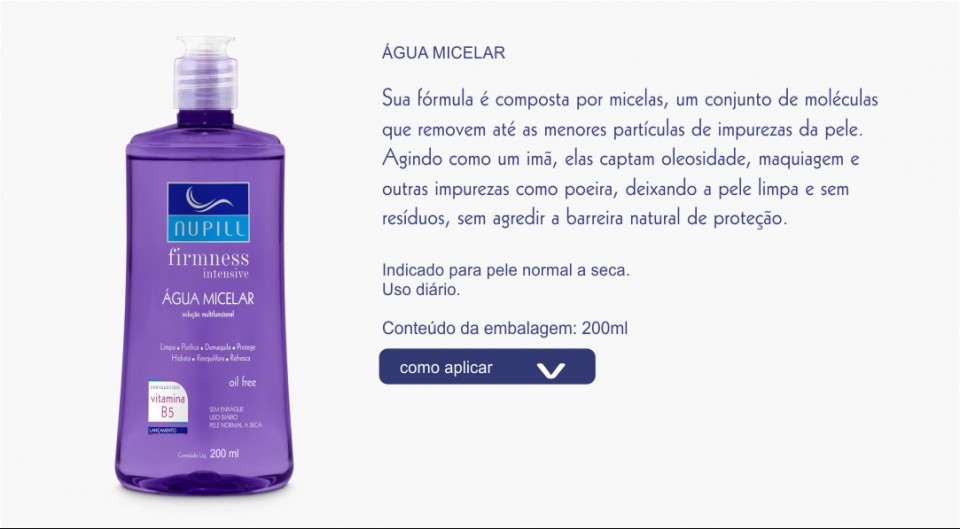 ÁGUA MICELAR
Sua fórmula é composta por micelas, um conjunto de moléculas
que removem até as menores partículas de impurezas da pele.
Agindo como um imã, elas captam oleosidade, maquiagem e
outras impurezas como poeira, deixando a pele limpa e sem
resíduos, sem agredir a barreira natural de proteção.
Indicado para pele normal a seca.
Uso diário.
Conteúdo da embalagem: 200ml
como aplicar
NUPILL
firmness
intensive
ÁGUA MICELAR
solução multifuncional
Limpa • Purifica • Demaquila • Protege
Hidrata • Reequilibra • Refresca
oil free
ENRIQUECIDO
vitamina
B5
LANÇAMENTO
SEM ENXÁGUE
USO DIÁRIO
PELE NORMAL A SECA
Conteúdo Líq. 200 ml